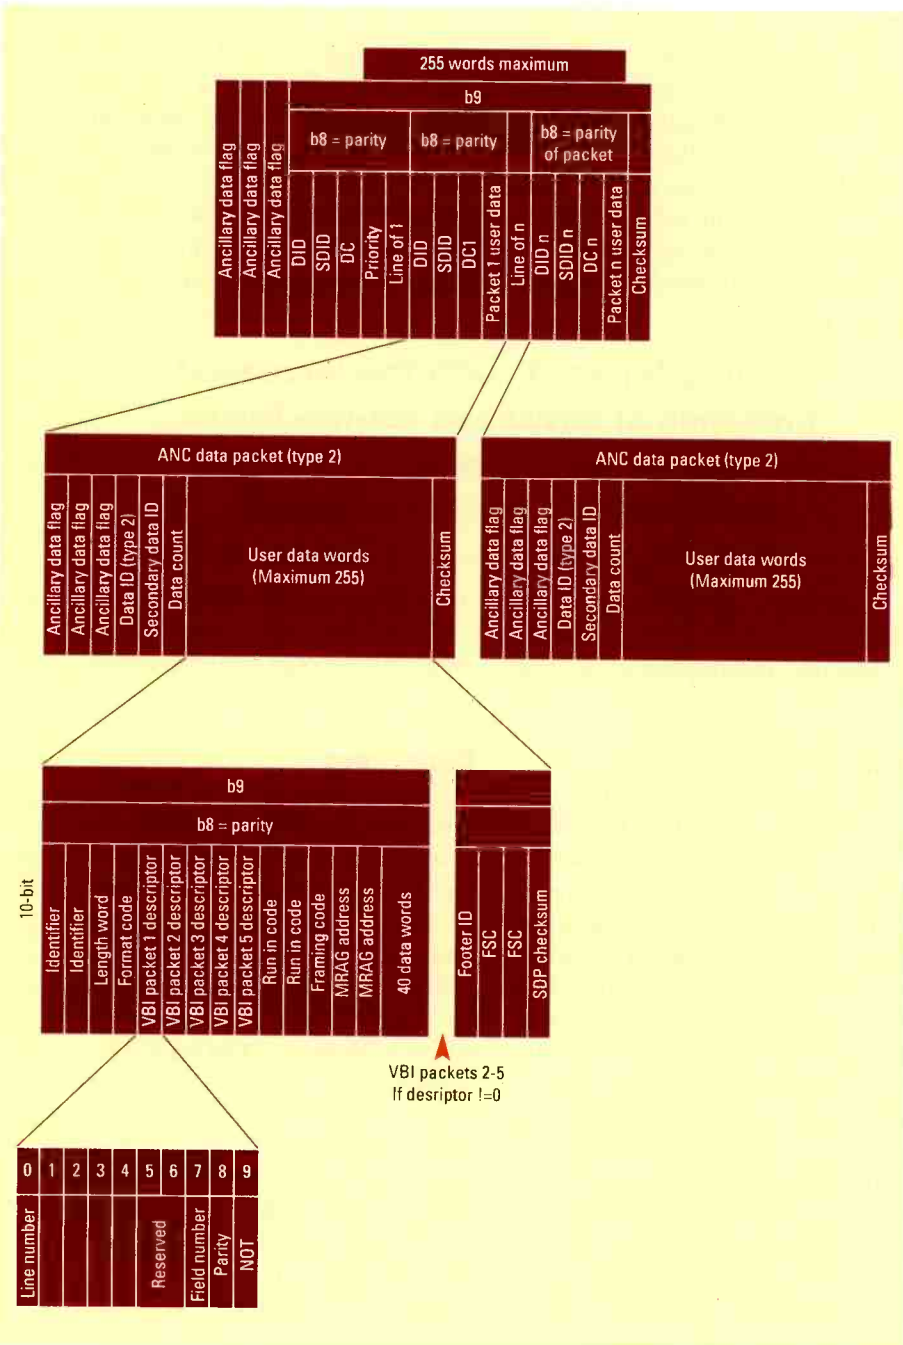 255 words maximum
b9
b8 = parity
b8 = parity
b8 = parity
of packet
Ancillary data flag
Ancillary data flag
Ancillary data flag
DID
SDID
DC
Priority
Line of 1
DID
SDID
DC1
Packet 1 user data
Line of n
DID n
SDID n
DC n
Packet n user data
Checksum
ANC data packet (type 2)
Ancillary data flag
Ancillary data flag
Ancillary data flag
Data ID (type 2)
Secondary data ID
Data count
User data words
(Maximum 255)
Checksum
ANC data packet (type 2)
Ancillary data flag
Ancillary data flag
Ancillary data flag
Data ID (type 2)
Secondary data ID
Data count
User data words
(Maximum 255)
Checksum
10-bit
b9
b8 = parity
Identifier
Identifier
Length word
Format code
VBI packet 1 descriptor
VBI packet 2 descriptor
VBI packet 3 descriptor
VBI packet 4 descriptor
VBI packet 5 descriptor
Run in code
Run in code
Framing code
MRAG address
MRAG address
40 data words
Footer ID
FSC
FSC
SDP checksum
VBI packets 2-5
If desriptor !=0
0 1 2 3 4 5 6 7 8 9
Line number
Reserved
Field number
Parity
NOT